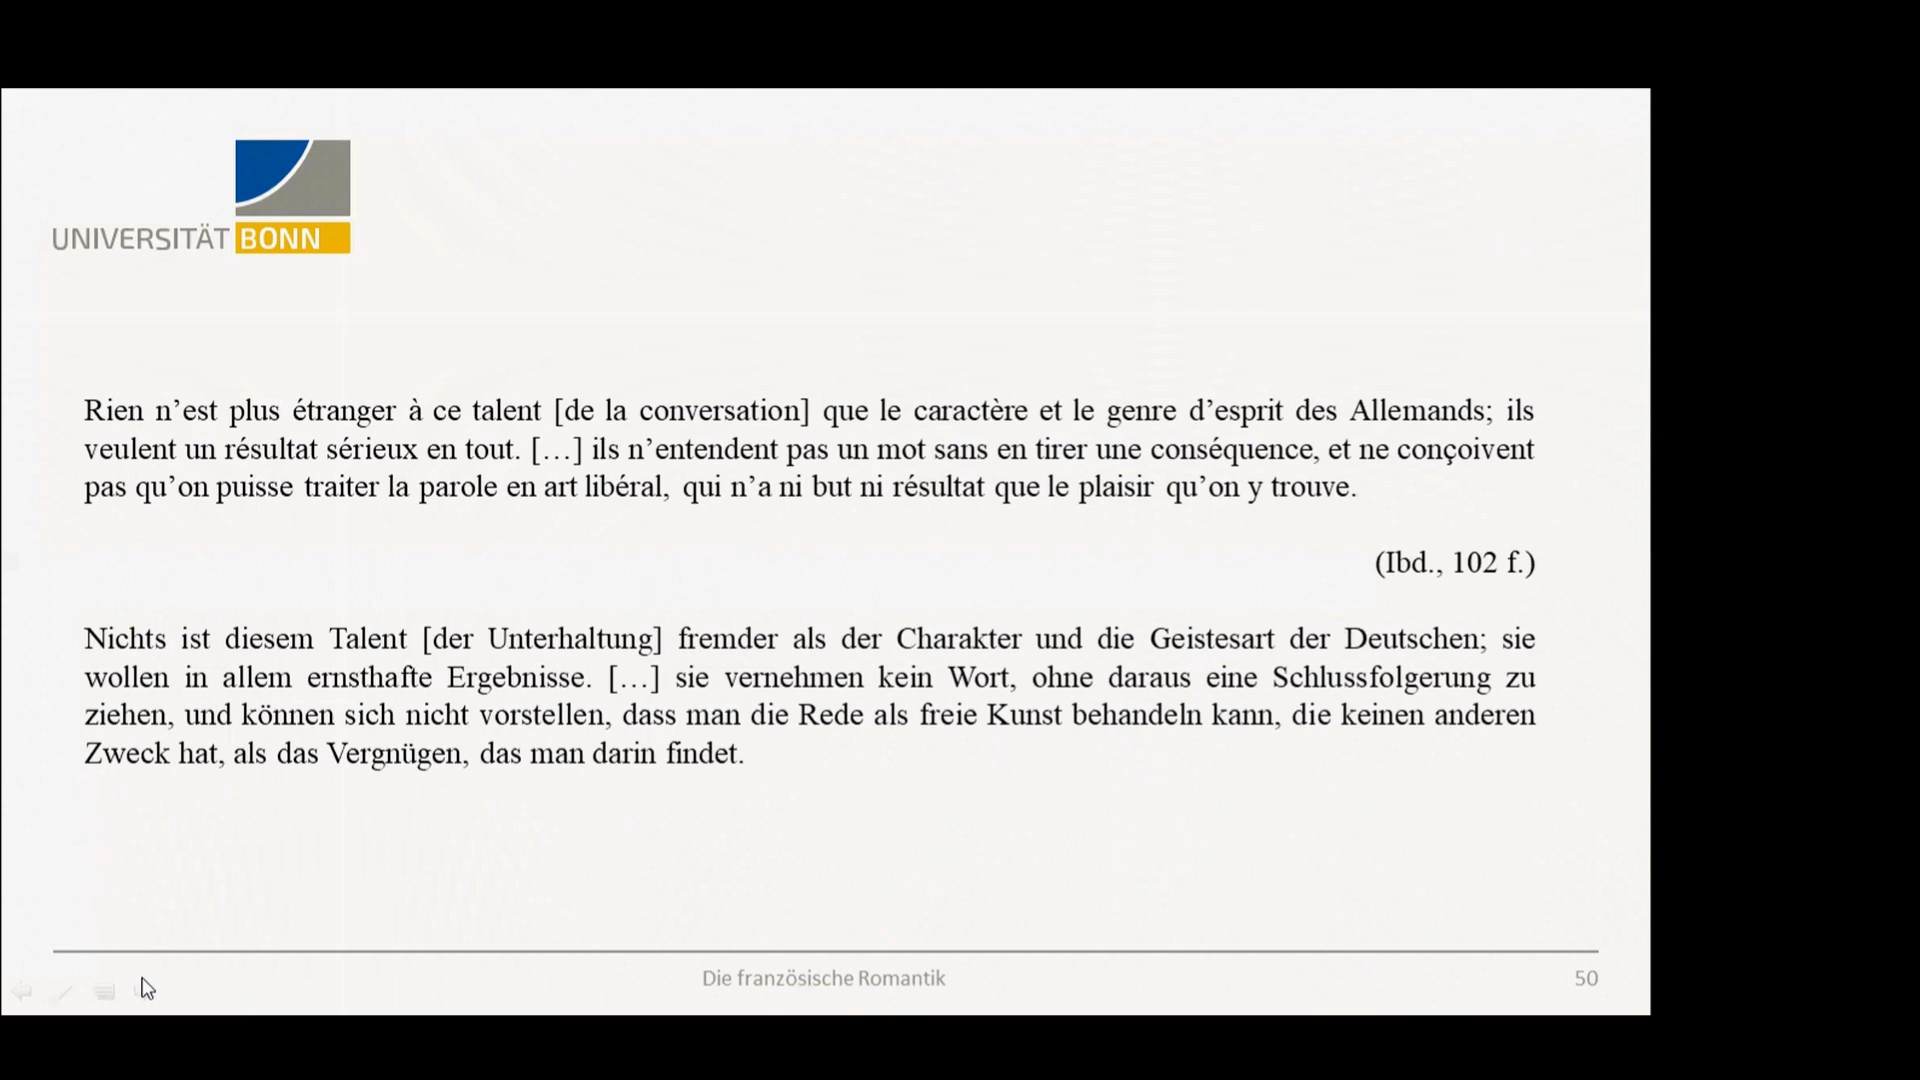 UNIVERSITÄT BONN
Rien n’est plus étranger à ce talent [de la conversation] que le caractère et le genre d’esprit des Allemands; ils
veulent un résultat sérieux en tout. […] ils n’entendent pas un mot sans en tirer une conséquence, et ne conçoivent
pas qu’on puisse traiter la parole en art libéral, qui n’a ni but ni résultat que le plaisir qu’on y trouve.
(Ibd., 102 f.)
Nichts ist diesem Talent [der Unterhaltung] fremder als der Charakter und die Geistesart der Deutschen; sie
wollen in allem ernsthafte Ergebnisse. […] sie vernehmen kein Wort, ohne daraus eine Schlussfolgerung zu
ziehen, und können sich nicht vorstellen, dass man die Rede als freie Kunst behandeln kann, die keinen anderen
Zweck hat, als das Vergnügen, das man darin findet.
Die französische Romantik
50